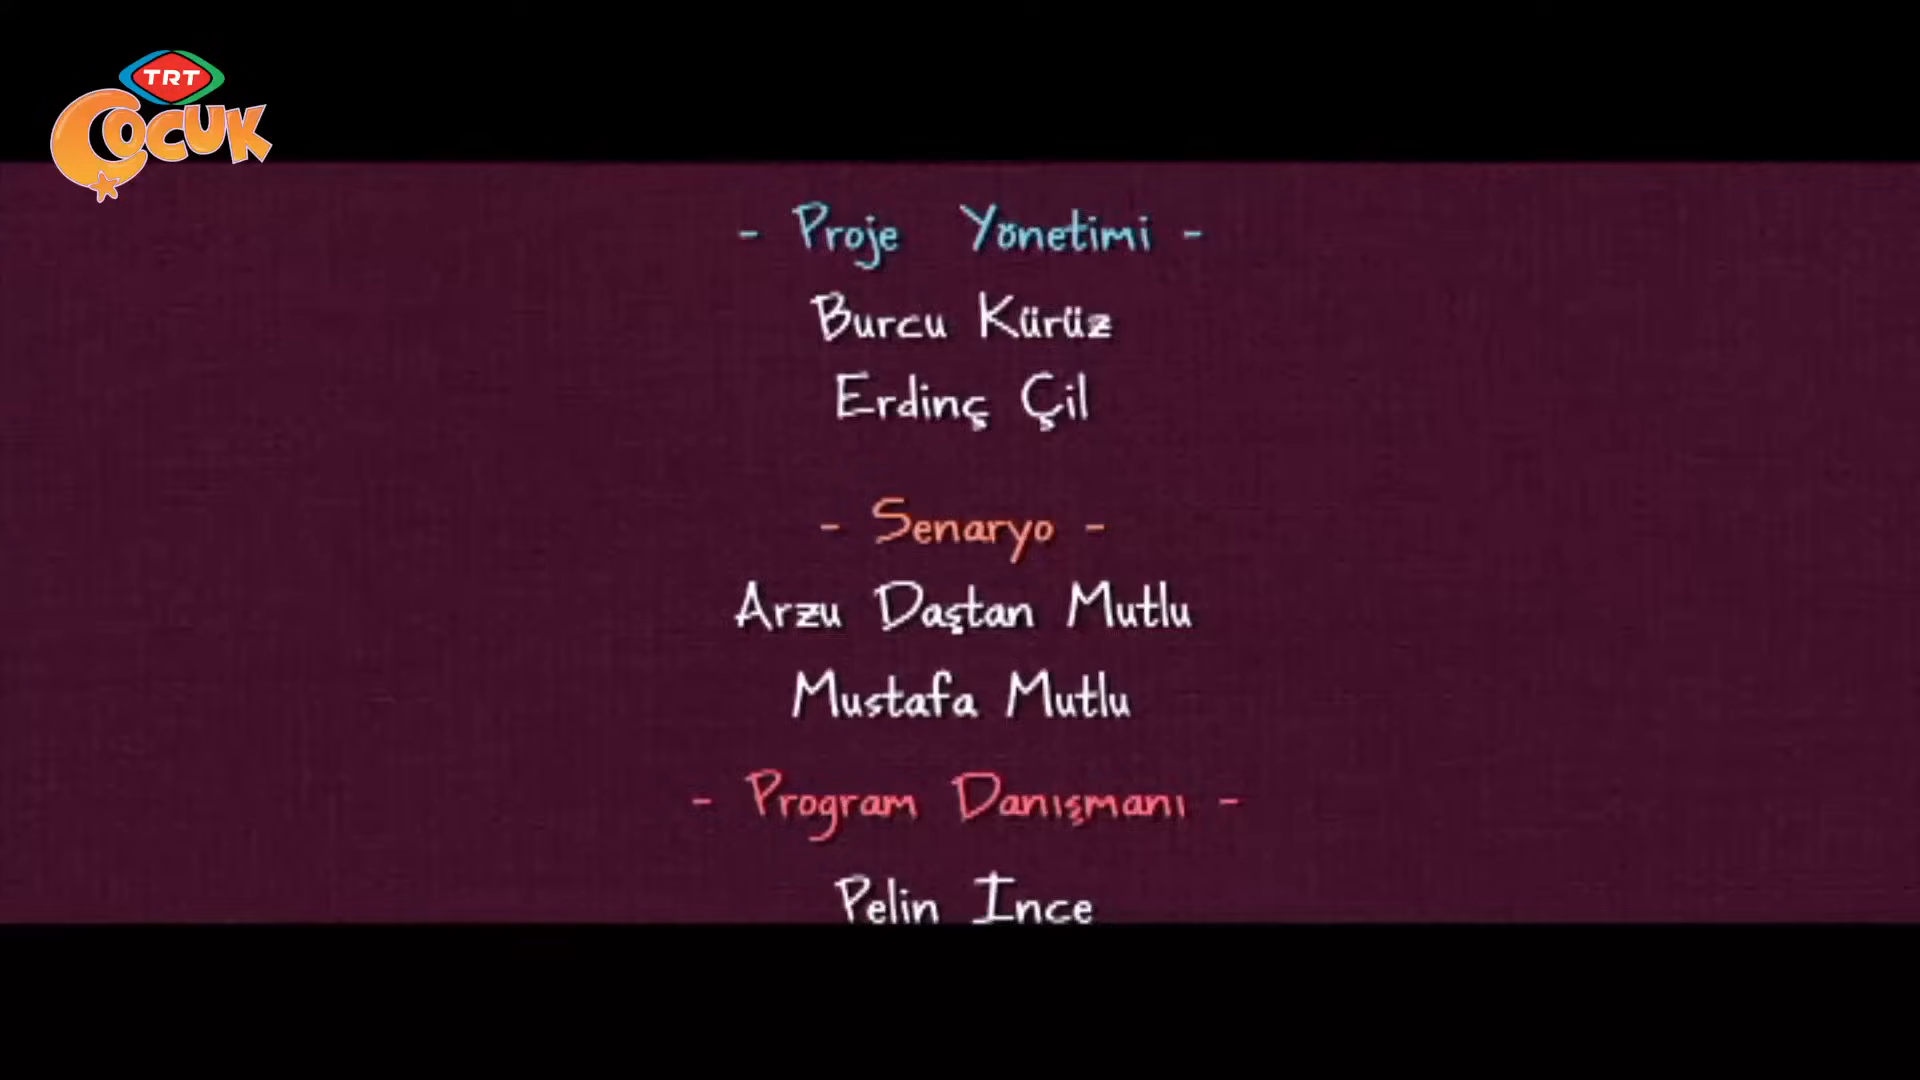 TRT
ÇOCUK
- Proje Yönetimi -
Burcu Kürüz
Erdinç Çil
- Senaryo -
Arzu Daştan Mutlu
Mustafa Mutlu
- Program Danışmanı -
Pelin İnce